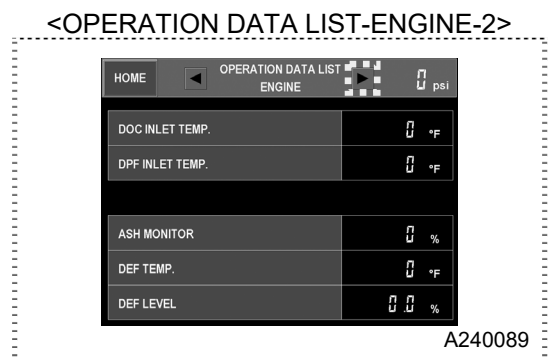 <OPERATION DATA LIST-ENGINE-2>
HOME ◀ OPERATION DATA LIST ▶ 0 psi
ENGINE
DOC INLET TEMP. 0 °F
DPF INLET TEMP. 0 °F
ASH MONITOR 0 %
DEF TEMP. 0 °F
DEF LEVEL 0.0 %
A240089